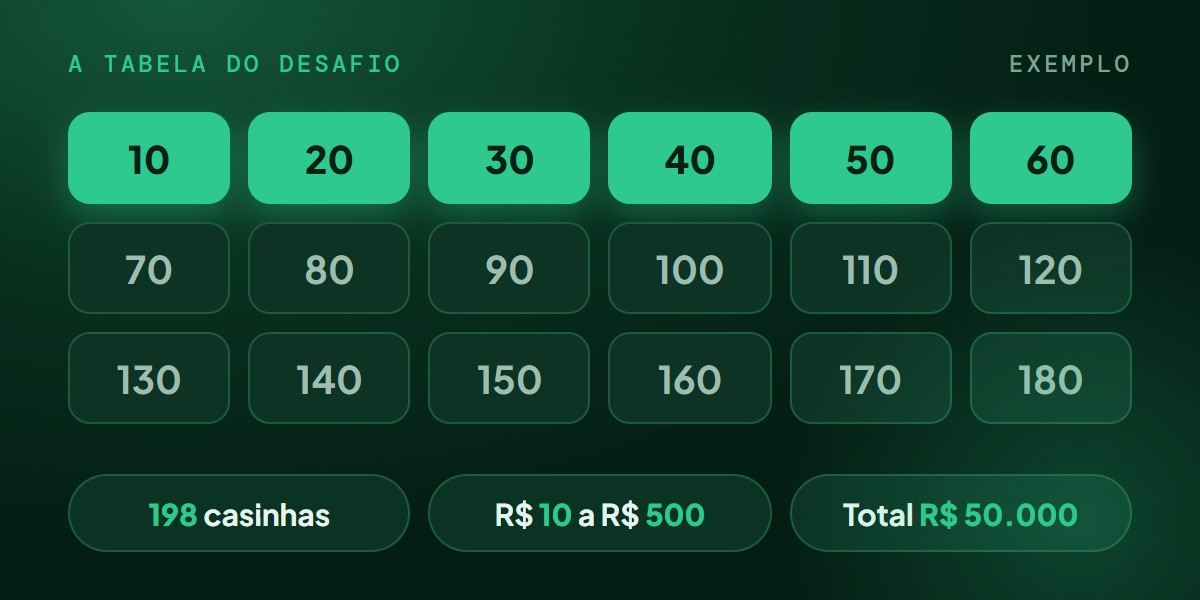 A TABELA DO DESAFIO EXEMPLO
10 20 30 40 50 60
70 80 90 100 110 120
130 140 150 160 170 180
198 casinhas R$ 10 a R$ 500 Total R$ 50.000